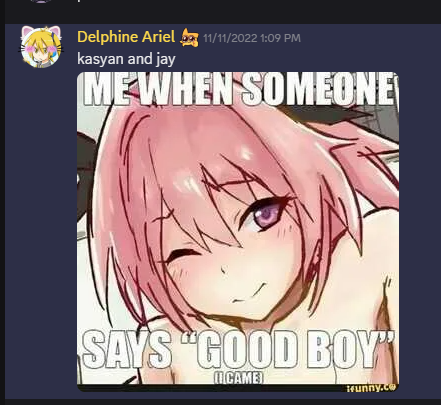 Delphine Ariel 11/11/2022 1:09 PM
kasyan and jay
ME WHEN SOMEONE
SAYS “GOOD BOY”
(I CAME)
ifunny.co